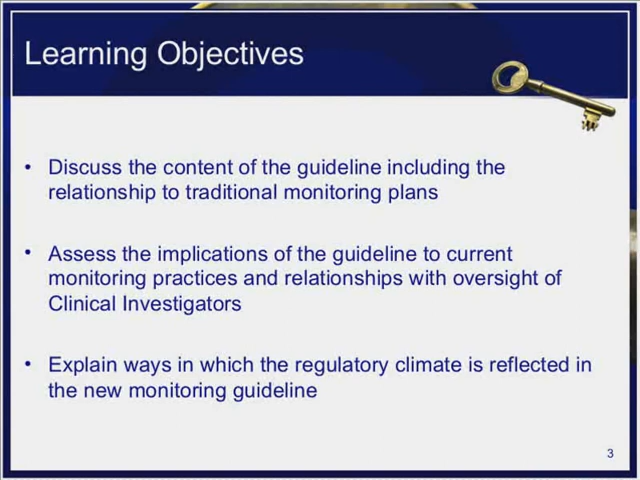 Learning Objectives
• Discuss the content of the guideline including the
relationship to traditional monitoring plans
• Assess the implications of the guideline to current
monitoring practices and relationships with oversight of
Clinical Investigators
• Explain ways in which the regulatory climate is reflected in
the new monitoring guideline
3